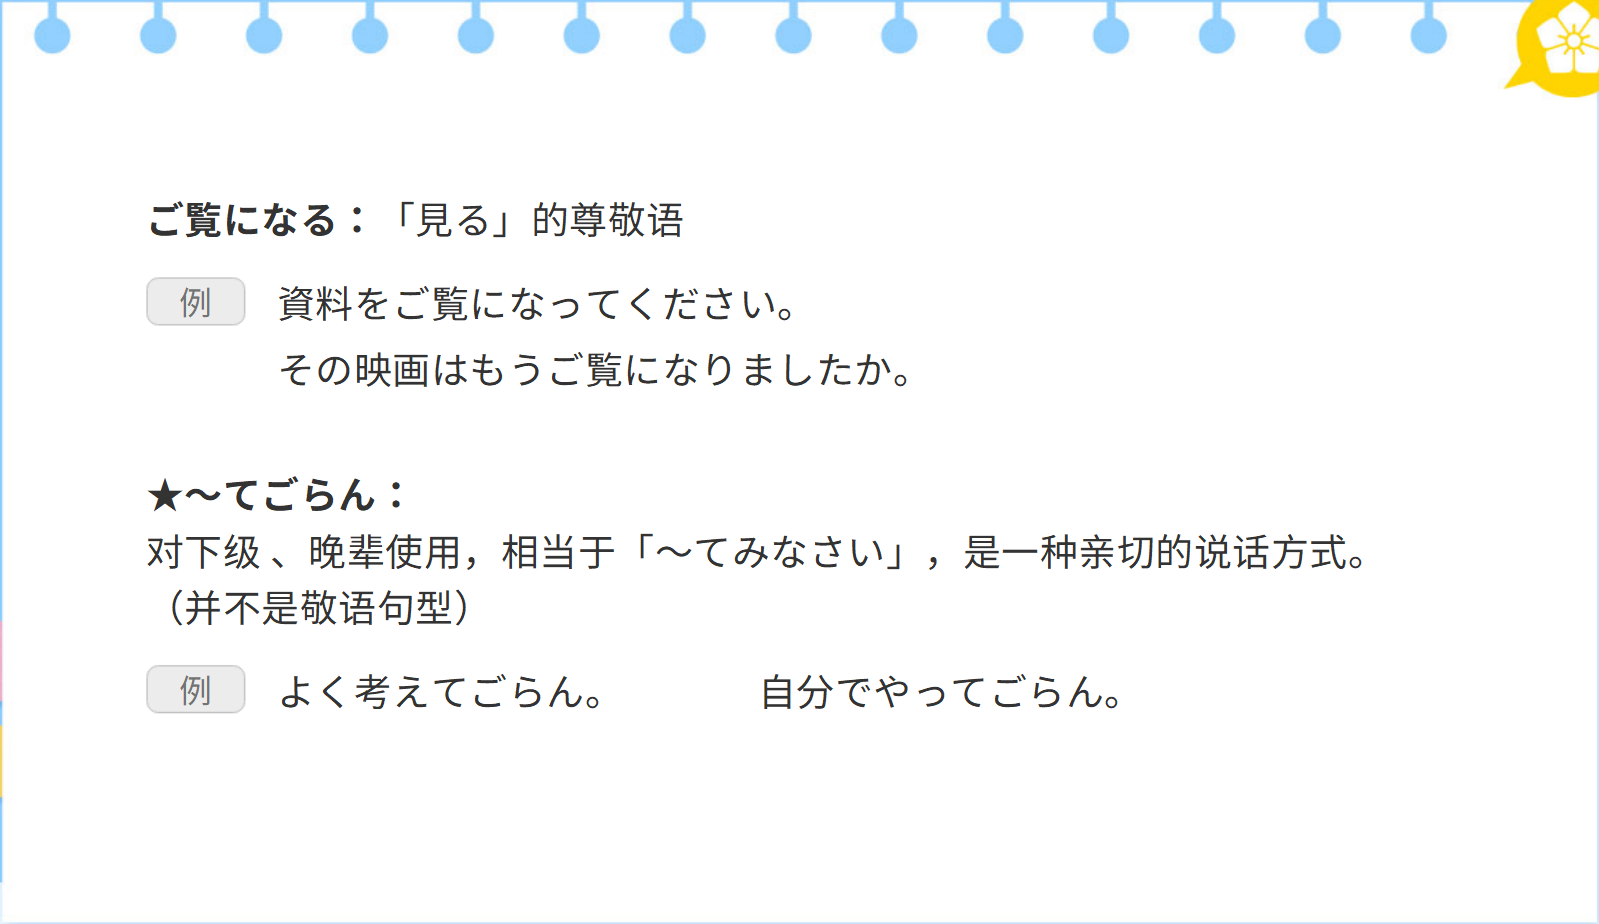 ご覧になる：「見る」的尊敬语
例 資料をご覧になってください。
その映画はもうご覧になりましたか。
★～てごらん：
对下级 、晚辈使用，相当于「～てみなさい」，是一种亲切的说话方式。
（并不是敬语句型）
例 よく考えてごらん。 自分でやってごらん。